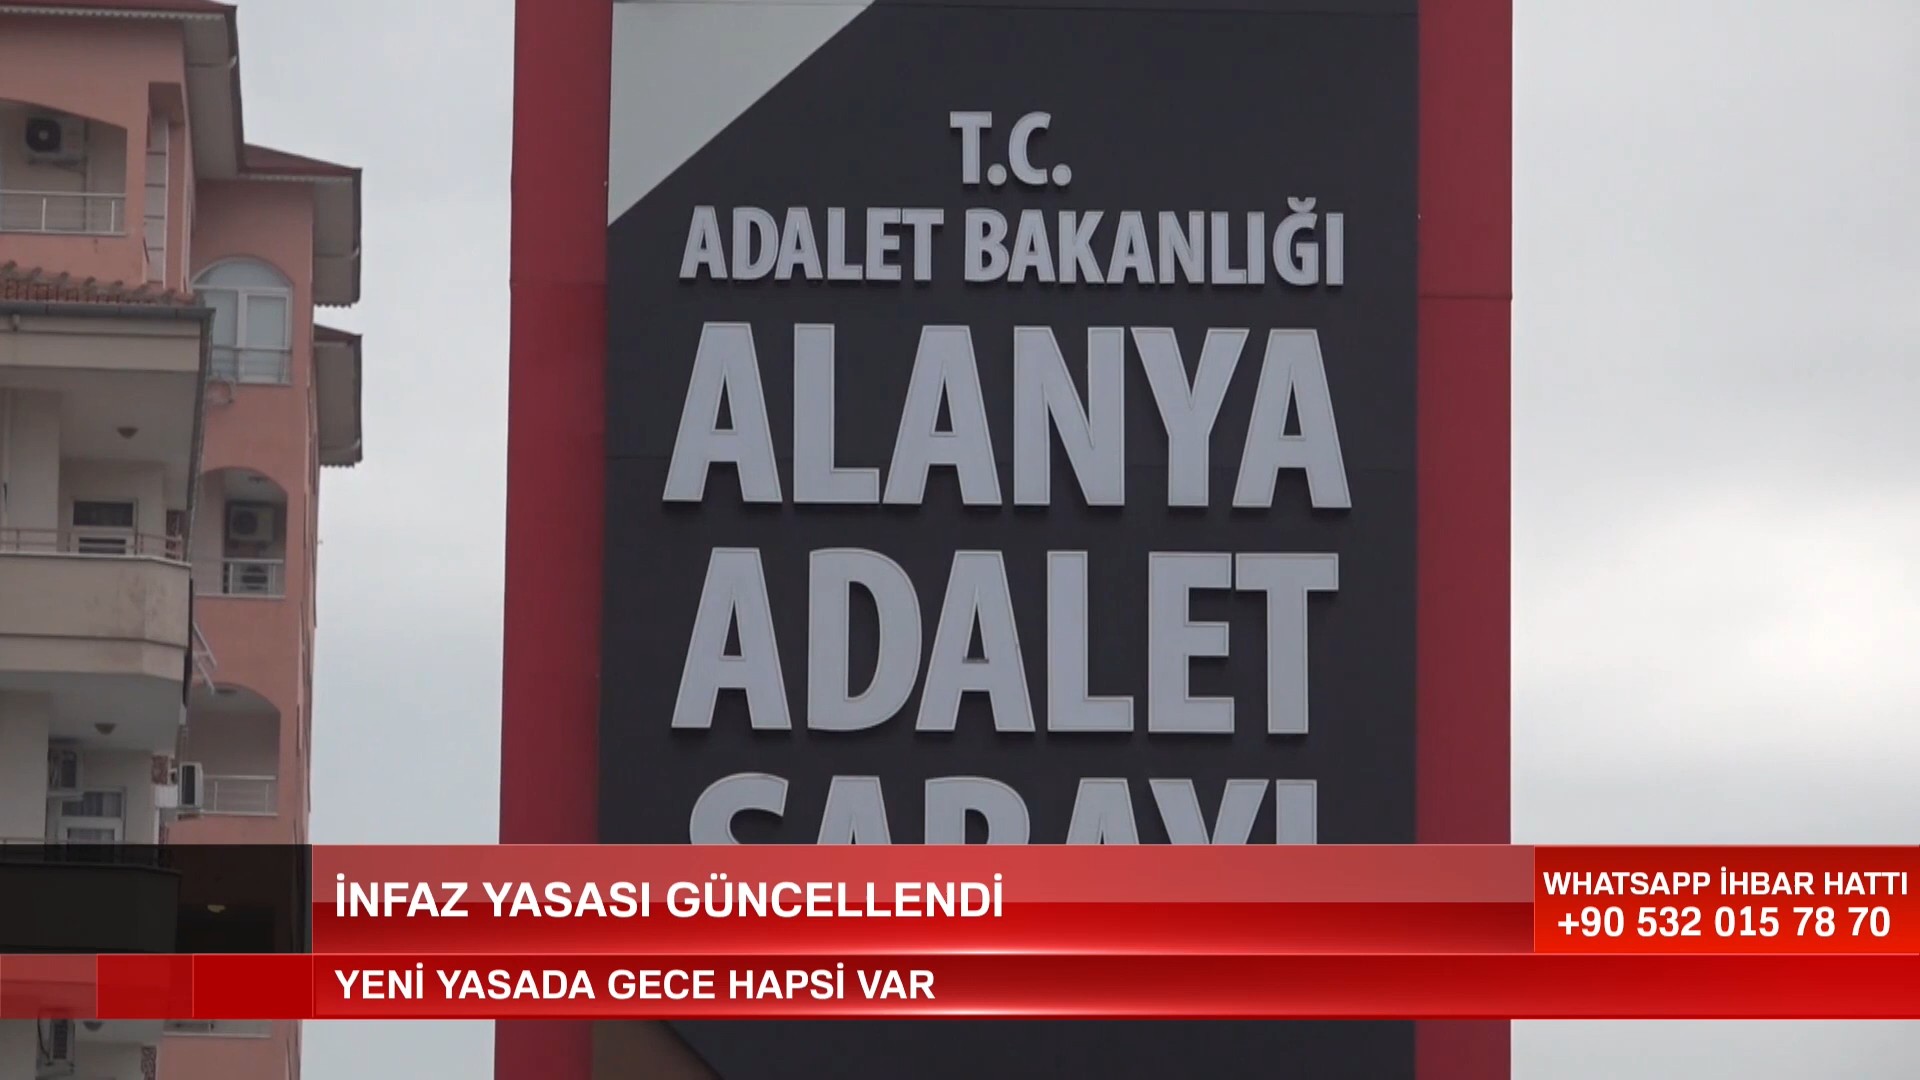 T.C.
ADALET BAKANLIĞI
ALANYA
ADALET
SARAYI
İNFAZ YASASI GÜNCELLENDİ
WHATSAPP İHBAR HATTI
+90 532 015 78 70
YENİ YASADA GECE HAPSİ VAR